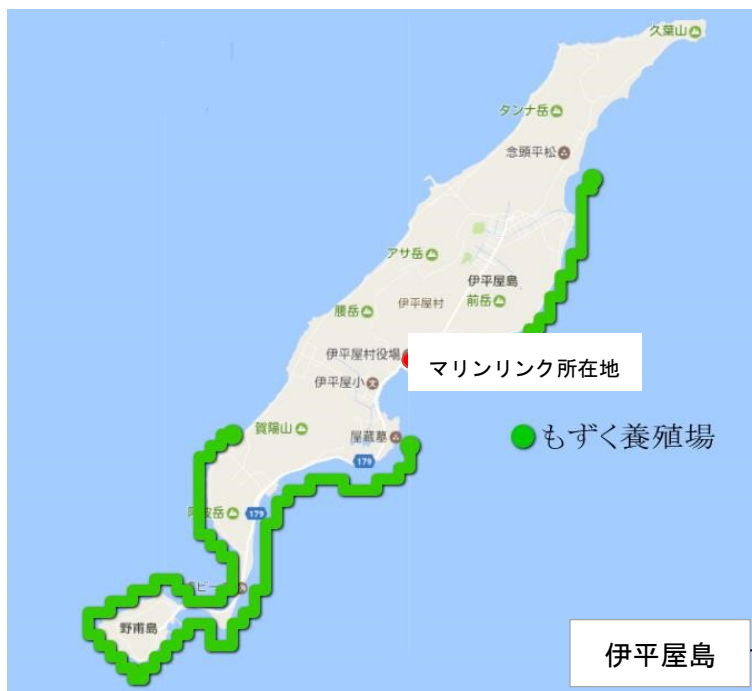 久葉山
タンナ岳
念頭平松
アサ岳
伊平屋島
前岳
腰岳
伊平屋村
伊平屋村役場
マリンリンク所在地
伊平屋小
賀陽山
屋蔵墓
もずく養殖場
179
岳
179
ビー
野甫島
伊平屋島